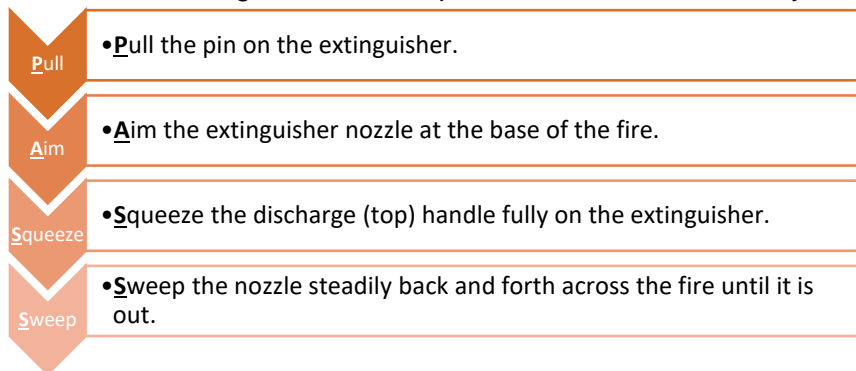 Pull
•Pull the pin on the extinguisher.
Aim
•Aim the extinguisher nozzle at the base of the fire.
Squeeze
•Squeeze the discharge (top) handle fully on the extinguisher.
Sweep
•Sweep the nozzle steadily back and forth across the fire until it is
out.